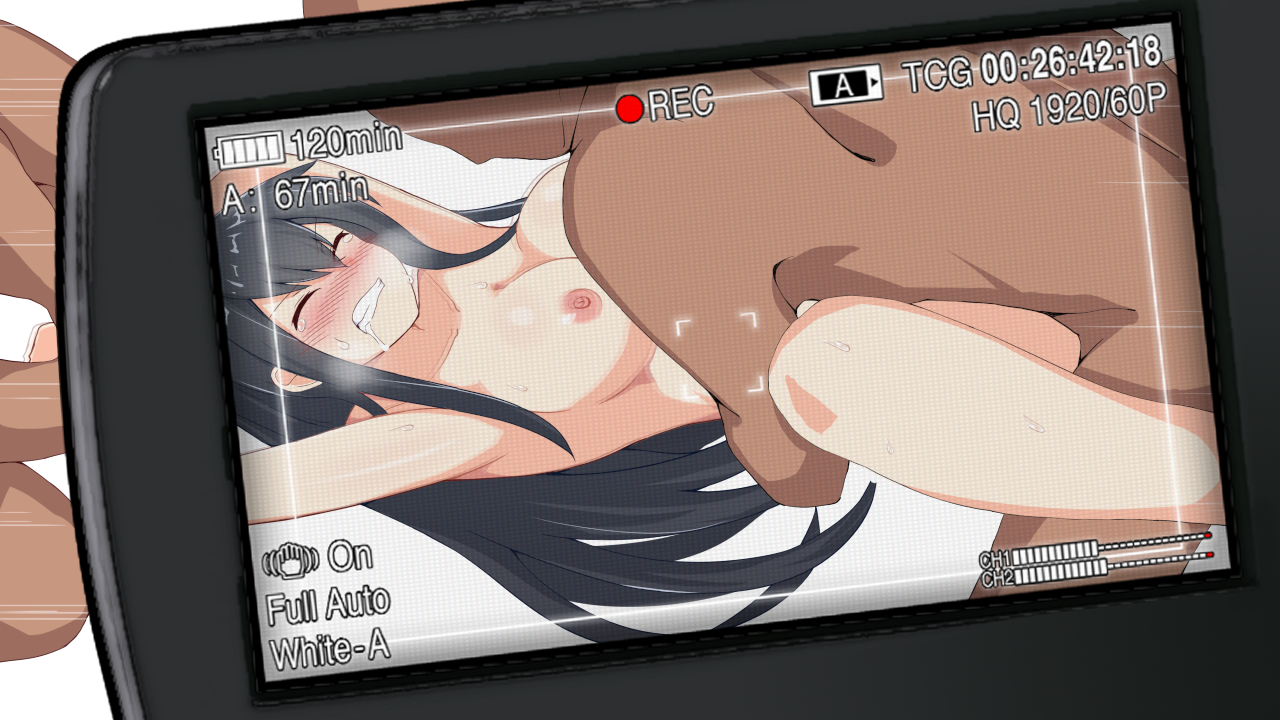 REC
A
TCG 00:26:42:18
HQ 1920/60P
120min
A: 67min
On
Full Auto
White-A
CH1
CH2